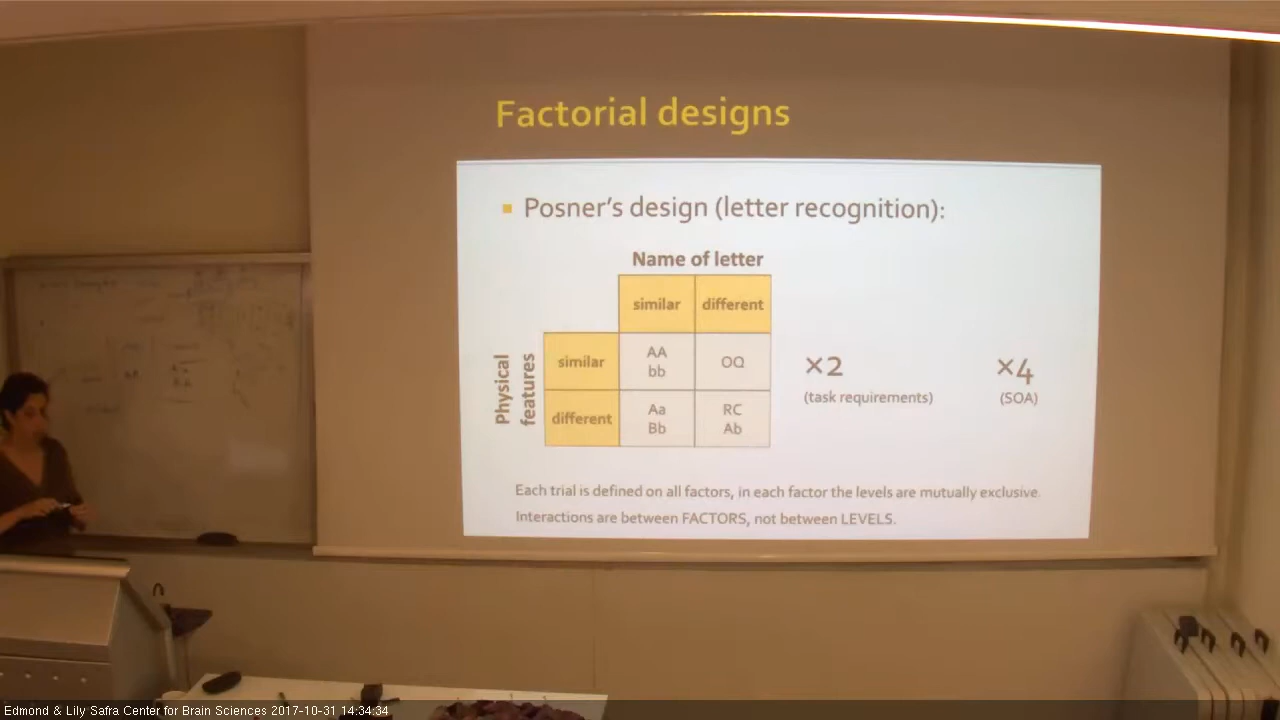 Factorial designs
Posner's design (letter recognition):
Name of letter
similar different
Physical features
similar
AA
bb
OQ
different
Aa
Bb
RC
Ab
×2
(task requirements)
×4
(SOA)
Each trial is defined on all factors, in each factor the levels are mutually exclusive.
Interactions are between FACTORS, not between LEVELS.
Edmond & Lily Safra Center for Brain Sciences 2017-10-31 14:34:34